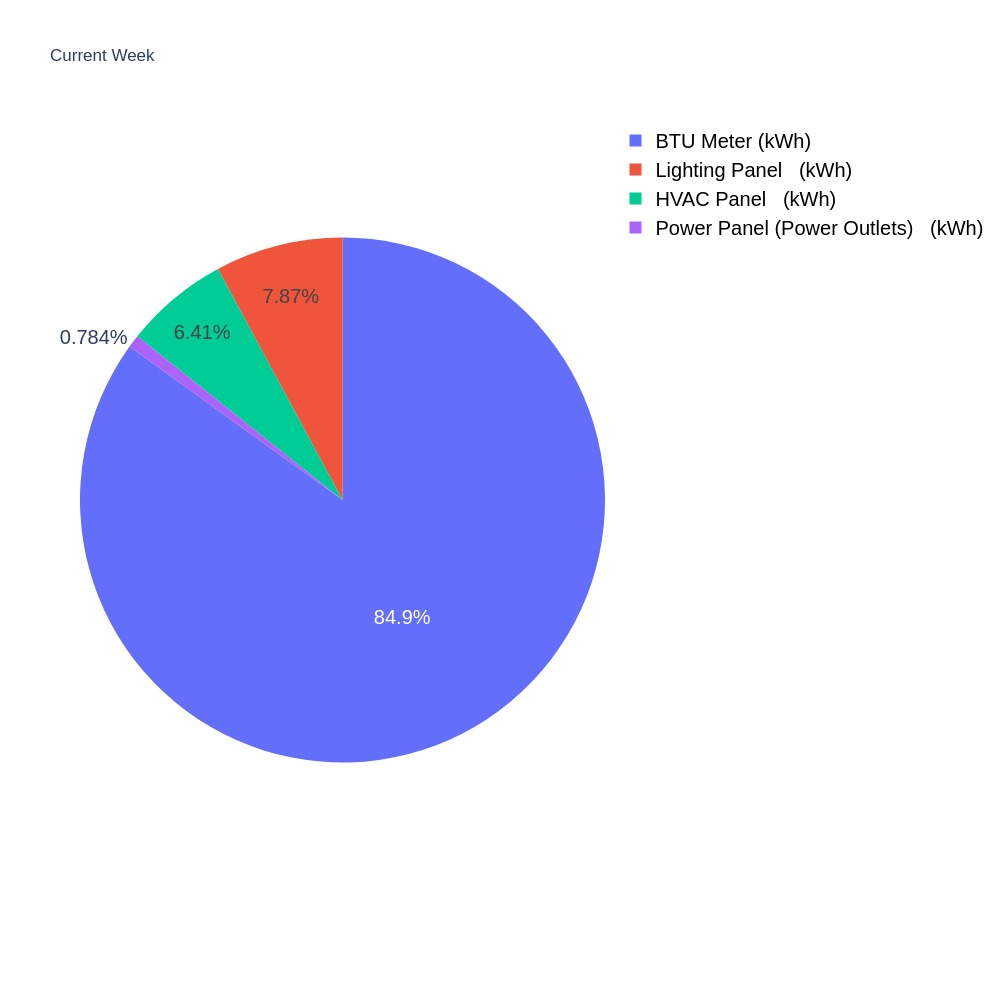 Current Week
BTU Meter (kWh)
Lighting Panel   (kWh)
HVAC Panel   (kWh)
Power Panel (Power Outlets)   (kWh)
7.87%
6.41%
0.784%
84.9%